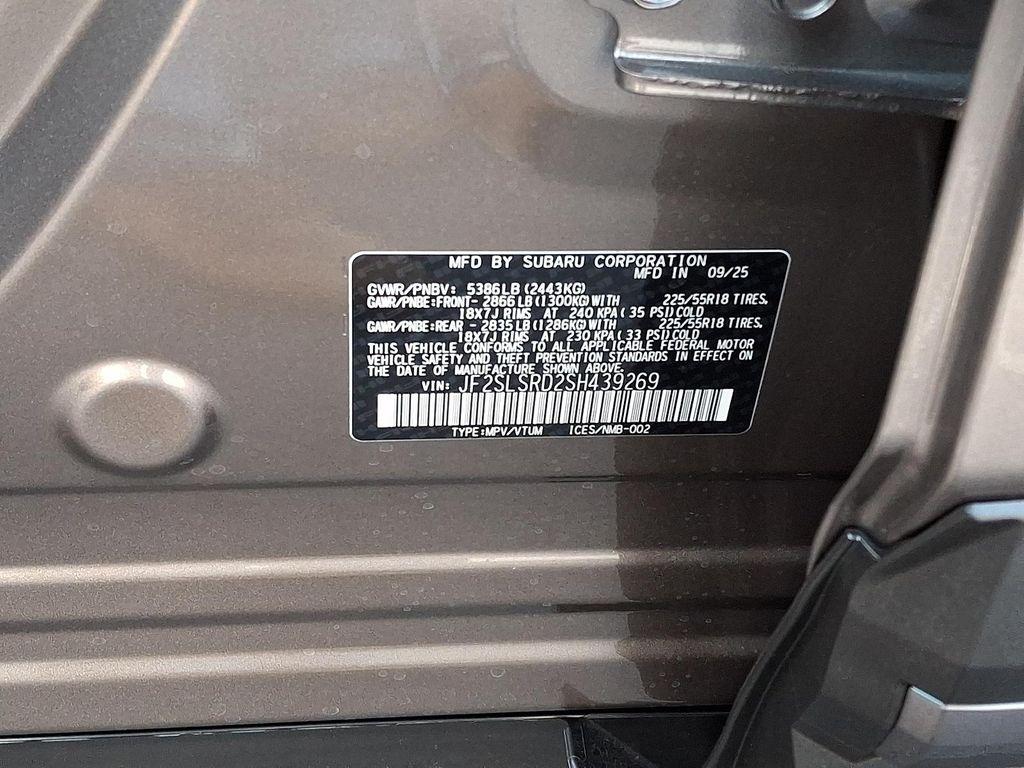 MFD BY SUBARU CORPORATION
MFD IN 09/25
GVWR/PNBV: 5386LB(2443KG)
GAWR/PNBE:FRONT- 2866LB(1300KG)WITH 225/55R18 TIRES,
18X7J RIMS AT 240 KPA( 35 PSI)COLD
GAWR/PNBE:REAR - 2835LB(1286KG)WITH 225/55R18 TIRES,
18X7J RIMS AT 230 KPA( 33 PSI)COLD
THIS VEHICLE CONFORMS TO ALL APPLICABLE FEDERAL MOTOR
VEHICLE SAFETY AND THEFT PREVENTION STANDARDS IN EFFECT ON
THE DATE OF MANUFACTURE SHOWN ABOVE.
VIN: JF2SLSRD2SH439269
TYPE:MPV/VTUM ICES/NMB-002